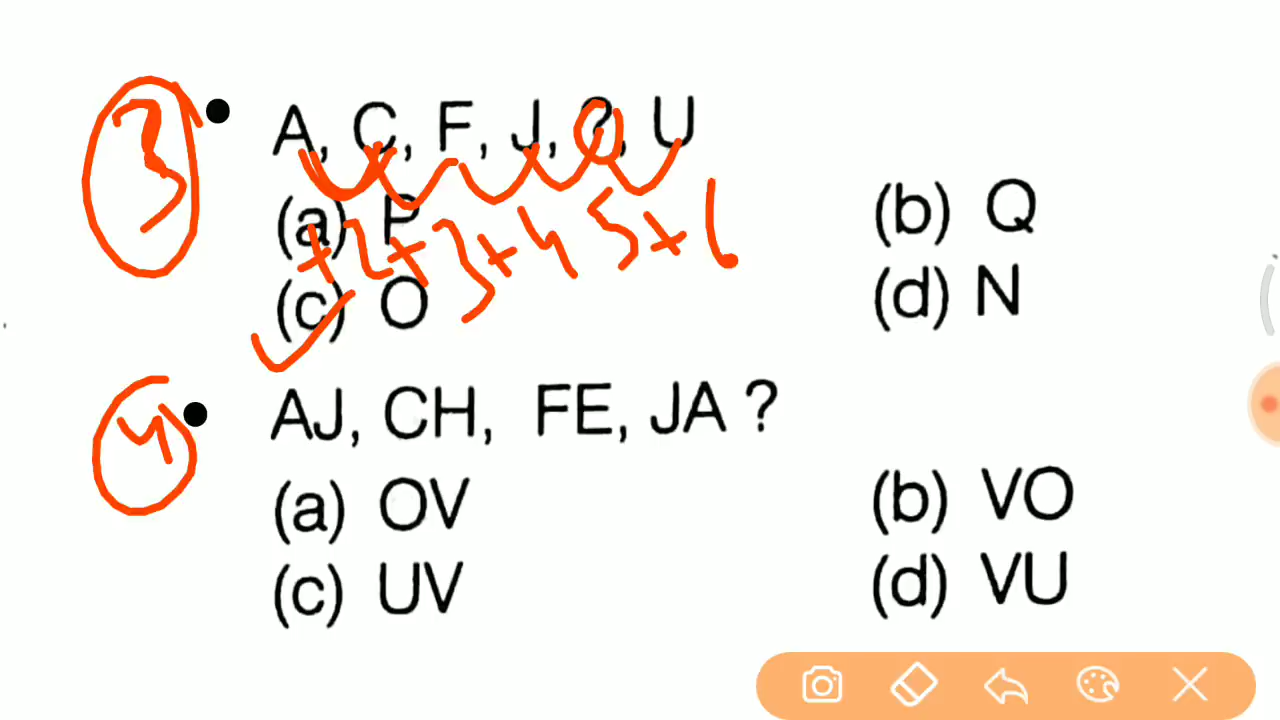 3 A, C, F, J, ?, U
(a) P (b) Q
+2 +3 +4 5 +6
(c) O (d) N
4 AJ, CH, FE, JA ?
(a) OV (b) VO
(c) UV (d) VU